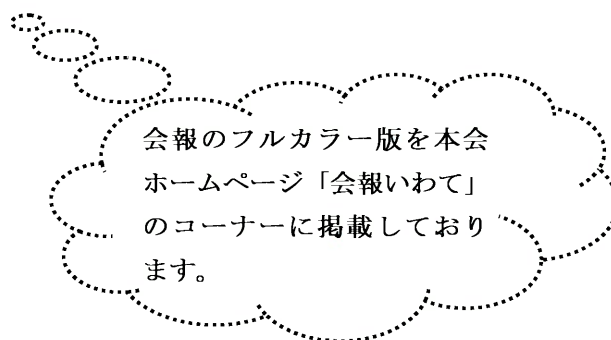 会報のフルカラー版を本会
ホームページ「会報いわて」
のコーナーに掲載しており
ます。